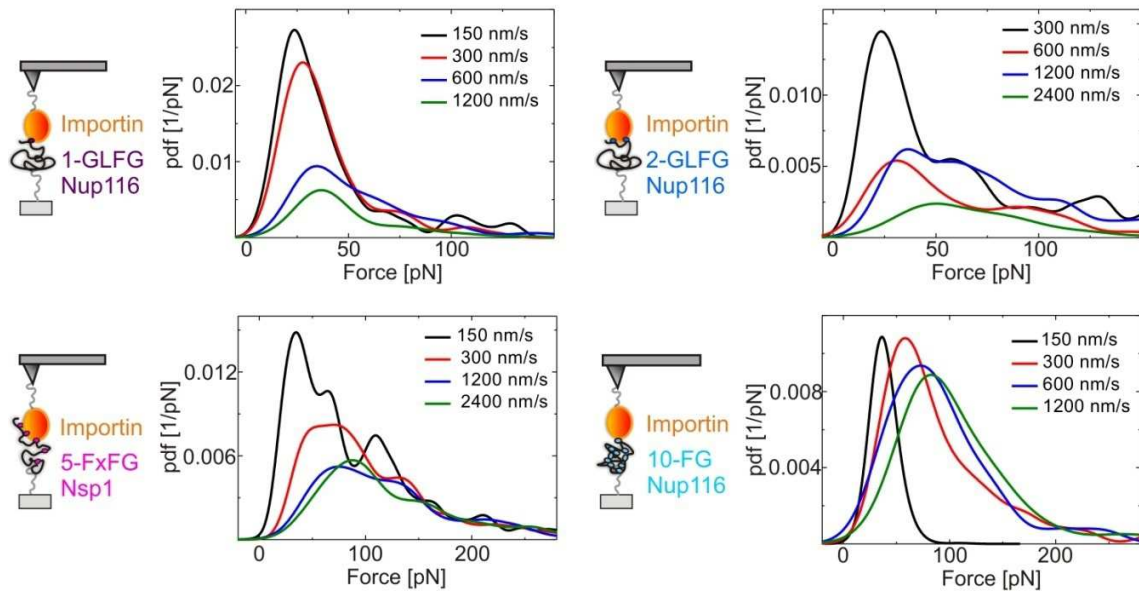 150 nm/s
300 nm/s
600 nm/s
1200 nm/s
0.02
0.01
pdf [1/pN]
0
50
100
Force [pN]
Importin
1-GLFG
Nup116
300 nm/s
600 nm/s
1200 nm/s
2400 nm/s
0.010
0.005
pdf [1/pN]
0
50
100
Force [pN]
Importin
2-GLFG
Nup116
150 nm/s
300 nm/s
1200 nm/s
2400 nm/s
0.012
0.006
pdf [1/pN]
0
100
200
Force [pN]
Importin
5-FxFG
Nsp1
150 nm/s
300 nm/s
600 nm/s
1200 nm/s
0.008
0.004
pdf [1/pN]
0
100
200
Force [pN]
Importin
10-FG
Nup116